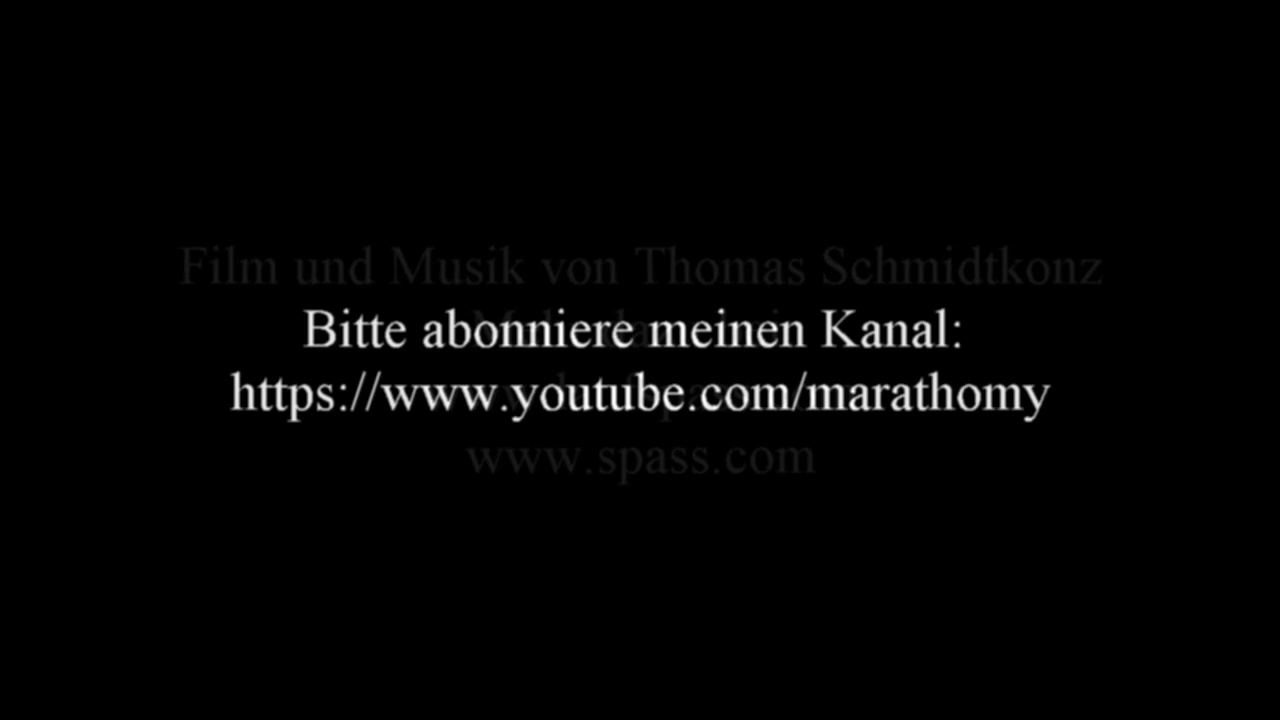 Film und Musik von Thomas Schmidtkonz
Bitte abonniere meinen Kanal:
https://www.youtube.com/marathomy
www.spass.com